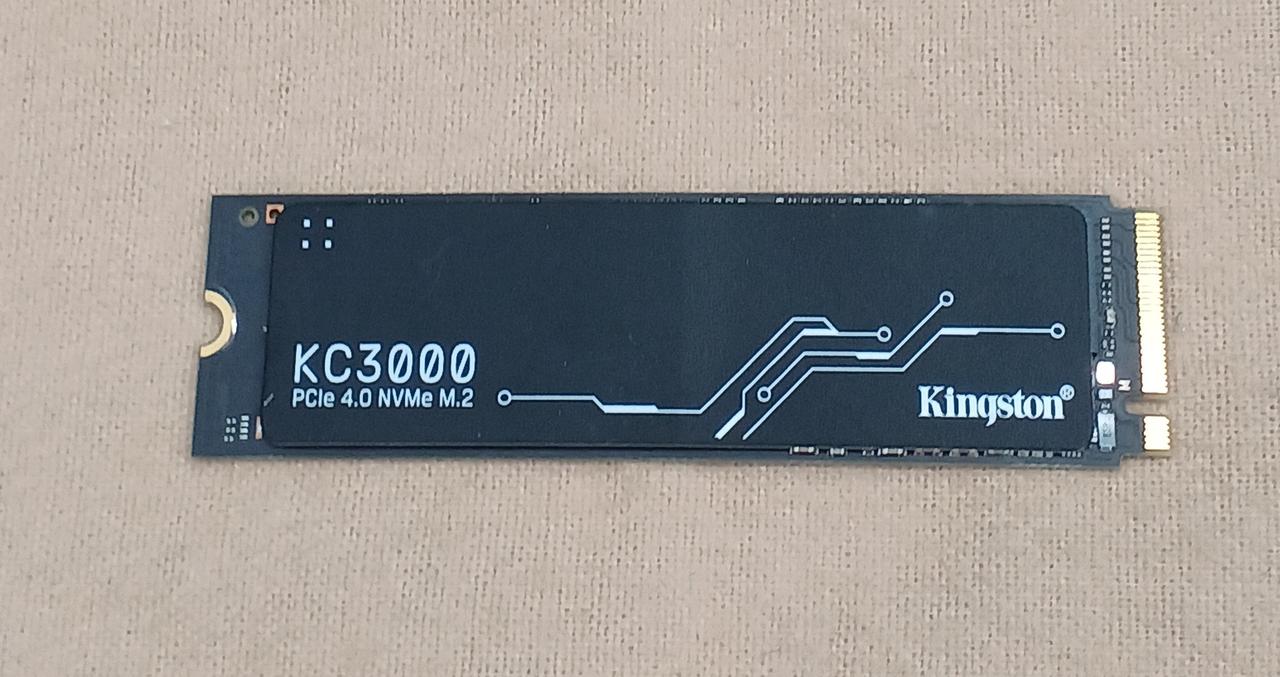 KC3000
PCIe 4.0 NVMe M.2
Kingston®
M